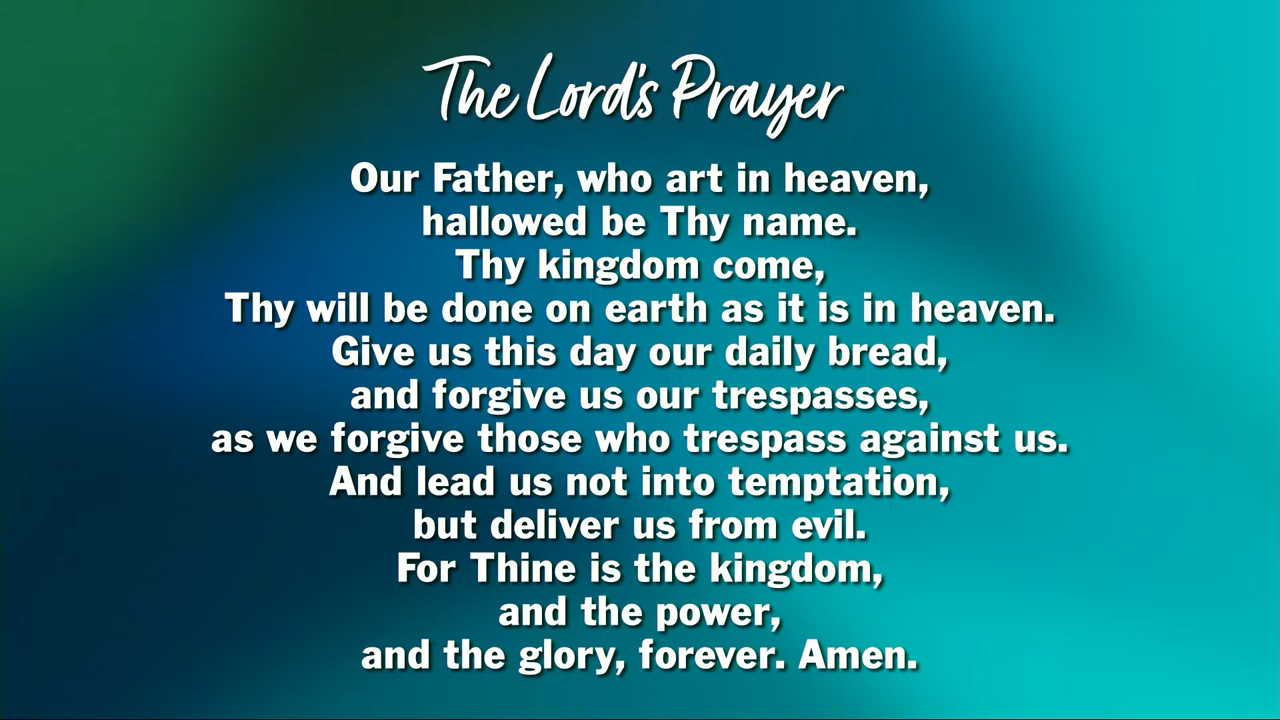 The Lord's Prayer
Our Father, who art in heaven,
hallowed be Thy name.
Thy kingdom come,
Thy will be done on earth as it is in heaven.
Give us this day our daily bread,
and forgive us our trespasses,
as we forgive those who trespass against us.
And lead us not into temptation,
but deliver us from evil.
For Thine is the kingdom,
and the power,
and the glory, forever. Amen.